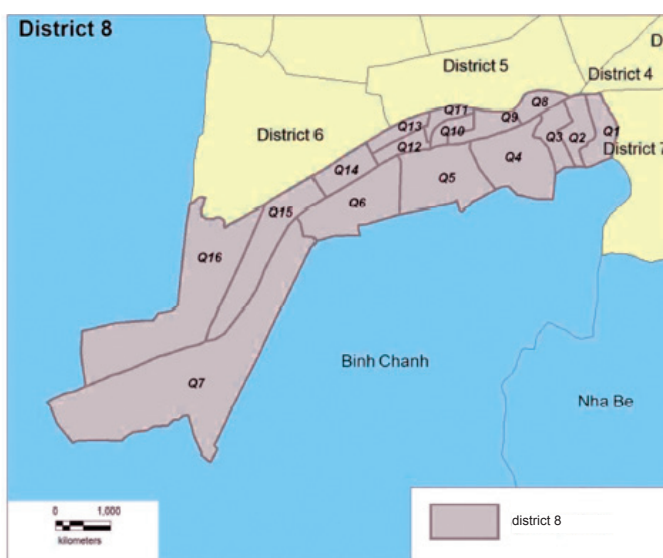 District 8
D
District 5
District 4
Q8
Q11
Q9
Q13
Q10
Q1
District 6
Q3
Q2
District 7
Q12
Q4
Q14
Q5
Q6
Q15
Q16
Binh Chanh
Q7
Nha Be
0 1,000
kilometers
district 8